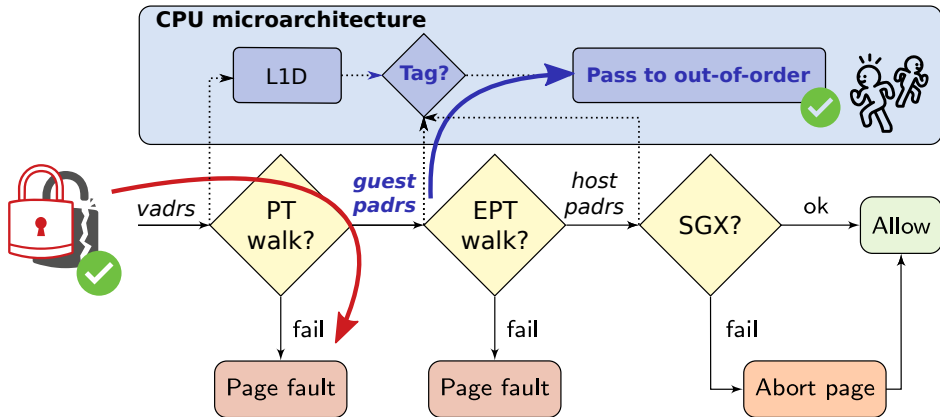 CPU microarchitecture
L1D
Tag?
Pass to out-of-order
vadrs
PT
walk?
guest
padrs
EPT
walk?
host
padrs
SGX?
ok
Allow
fail
fail
fail
Page fault
Page fault
Abort page